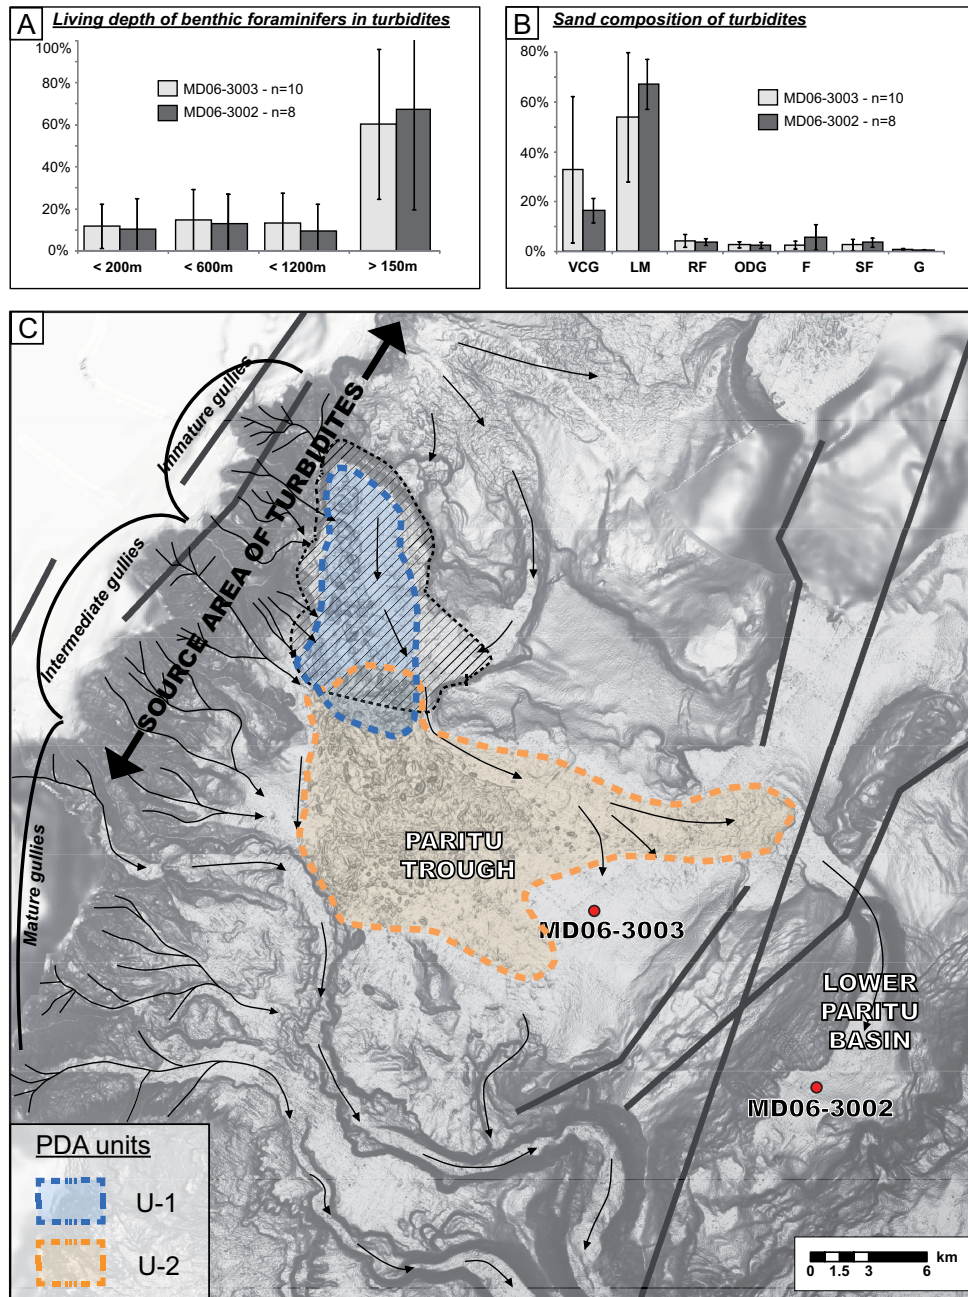 A
Living depth of benthic foraminifers in turbidites
100%
80%
60%
40%
20%
0%
MD06-3003 - n=10
MD06-3002 - n=8
< 200m
< 600m
< 1200m
> 150m
B
Sand composition of turbidites
80%
60%
40%
20%
0%
MD06-3003 - n=10
MD06-3002 - n=8
VCG
LM
RF
ODG
F
SF
G
C
Immature gullies
Intermediate gullies
Mature gullies
SOURCE AREA OF TURBIDITES
PARITU
TROUGH
MD06-3003
LOWER
PARITU
BASIN
MD06-3002
PDA units
U-1
U-2
km
0 1.5 3 6